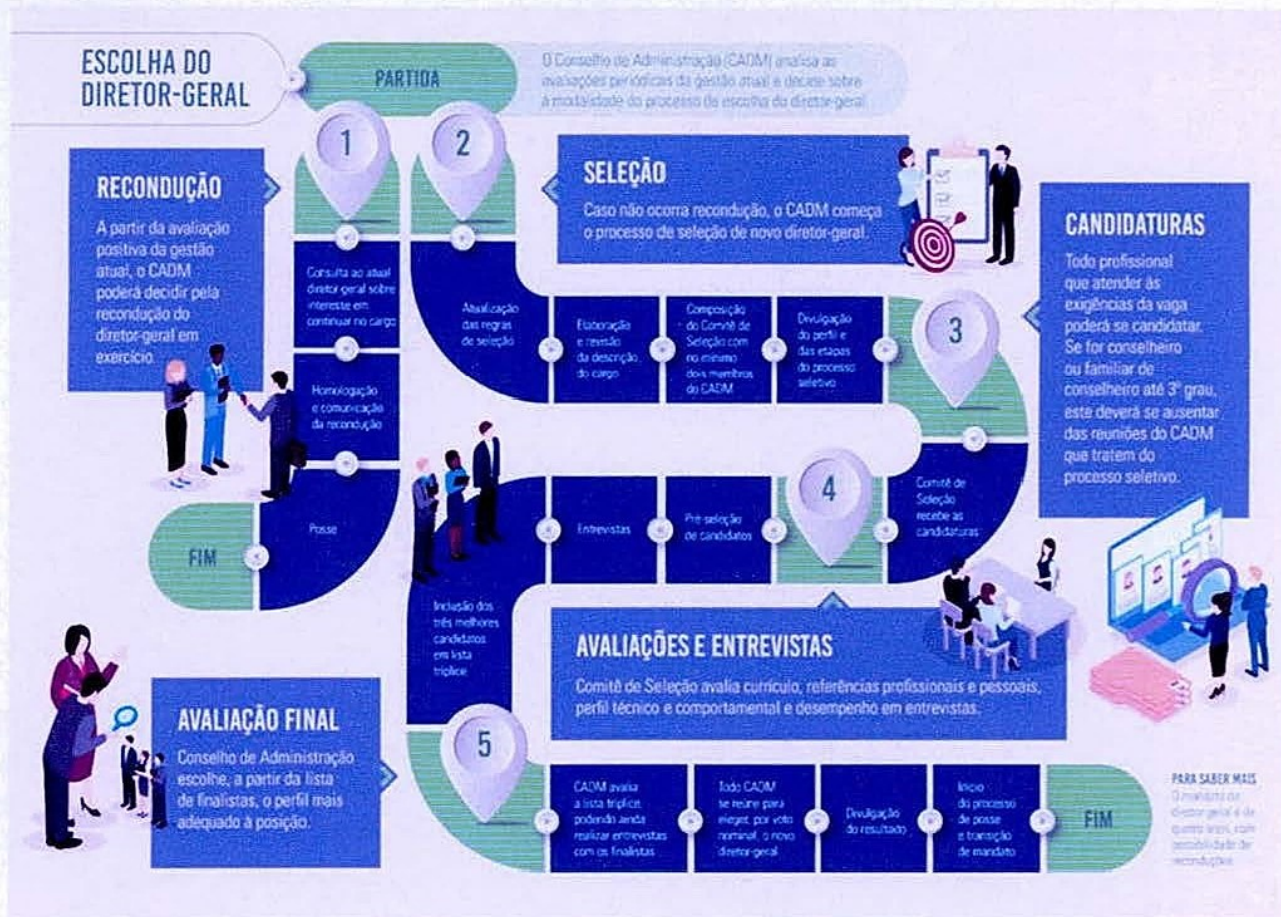 ESCOLHA DO
DIRETOR-GERAL
PARTIDA
O Conselho de Administração (CADM) analisa as
avaliações periódicas da gestão atual e decide sobre
a modalidade do processo de escolha do diretor-geral
1
2
RECONDUÇÃO
A partir da avaliação
positiva da gestão
atual, o CADM
poderá decidir pela
recondução do
diretor-geral em
exercício.
Consulta ao atual
diretor-geral sobre
interesse em
continuar no cargo
Homologação
e comunicação
da recondução
Posse
FIM
SELEÇÃO
Caso não ocorra recondução, o CADM começa
o processo de seleção de novo diretor-geral.
Atualização
das regras
de seleção
Elaboração
e revisão
da descrição
do cargo
Composição
do Comitê de
Seleção com
no mínimo
dois membros
do CADM
Divulgação
do perfil e
das etapas
do processo
seletivo
3
CANDIDATURAS
Todo profissional
que atender às
exigências da vaga
poderá se candidatar.
Se for conselheiro
ou familiar de
conselheiro até 3º grau,
este deverá se ausentar
das reuniões do CADM
que tratem do
processo seletivo.
Comitê de
Seleção
recebe as
candidaturas
4
Pré-seleção
de candidatos
Entrevistas
Inclusão dos
três melhores
candidatos
em lista
tríplice
AVALIAÇÕES E ENTREVISTAS
Comitê de Seleção avalia currículo, referências profissionais e pessoais,
perfil técnico e comportamental e desempenho em entrevistas.
AVALIAÇÃO FINAL
Conselho de Administração
escolhe, a partir da lista
de finalistas, o perfil mais
adequado à posição.
5
CADM avalia
a lista tríplice,
podendo ainda
realizar entrevistas
com os finalistas
Todo CADM
se reúne para
eleger, por voto
nominal, o novo
diretor-geral
Divulgação
do resultado
Início
do processo
de posse
e transição
de mandato
FIM
PARA SABER MAIS
O mandato do
diretor-geral é de
quatro anos, com
possibilidade de
reconduções